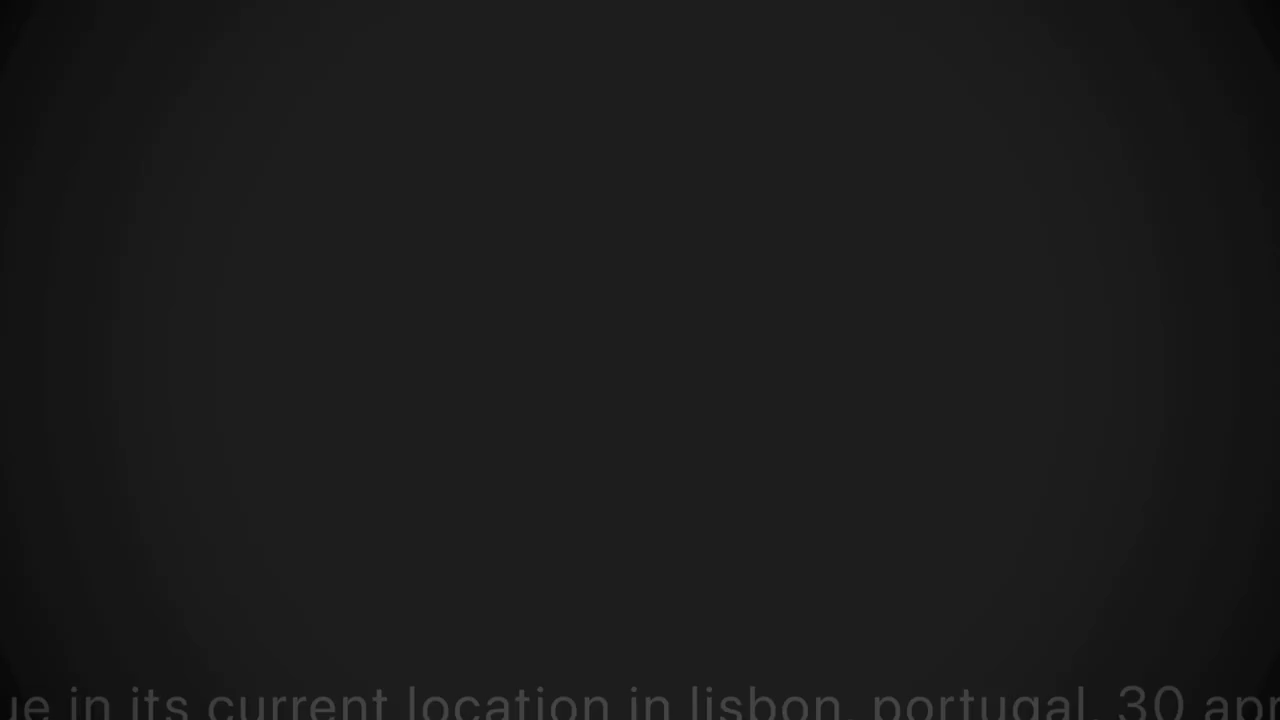 in its current location in lisbon, portugal, 30